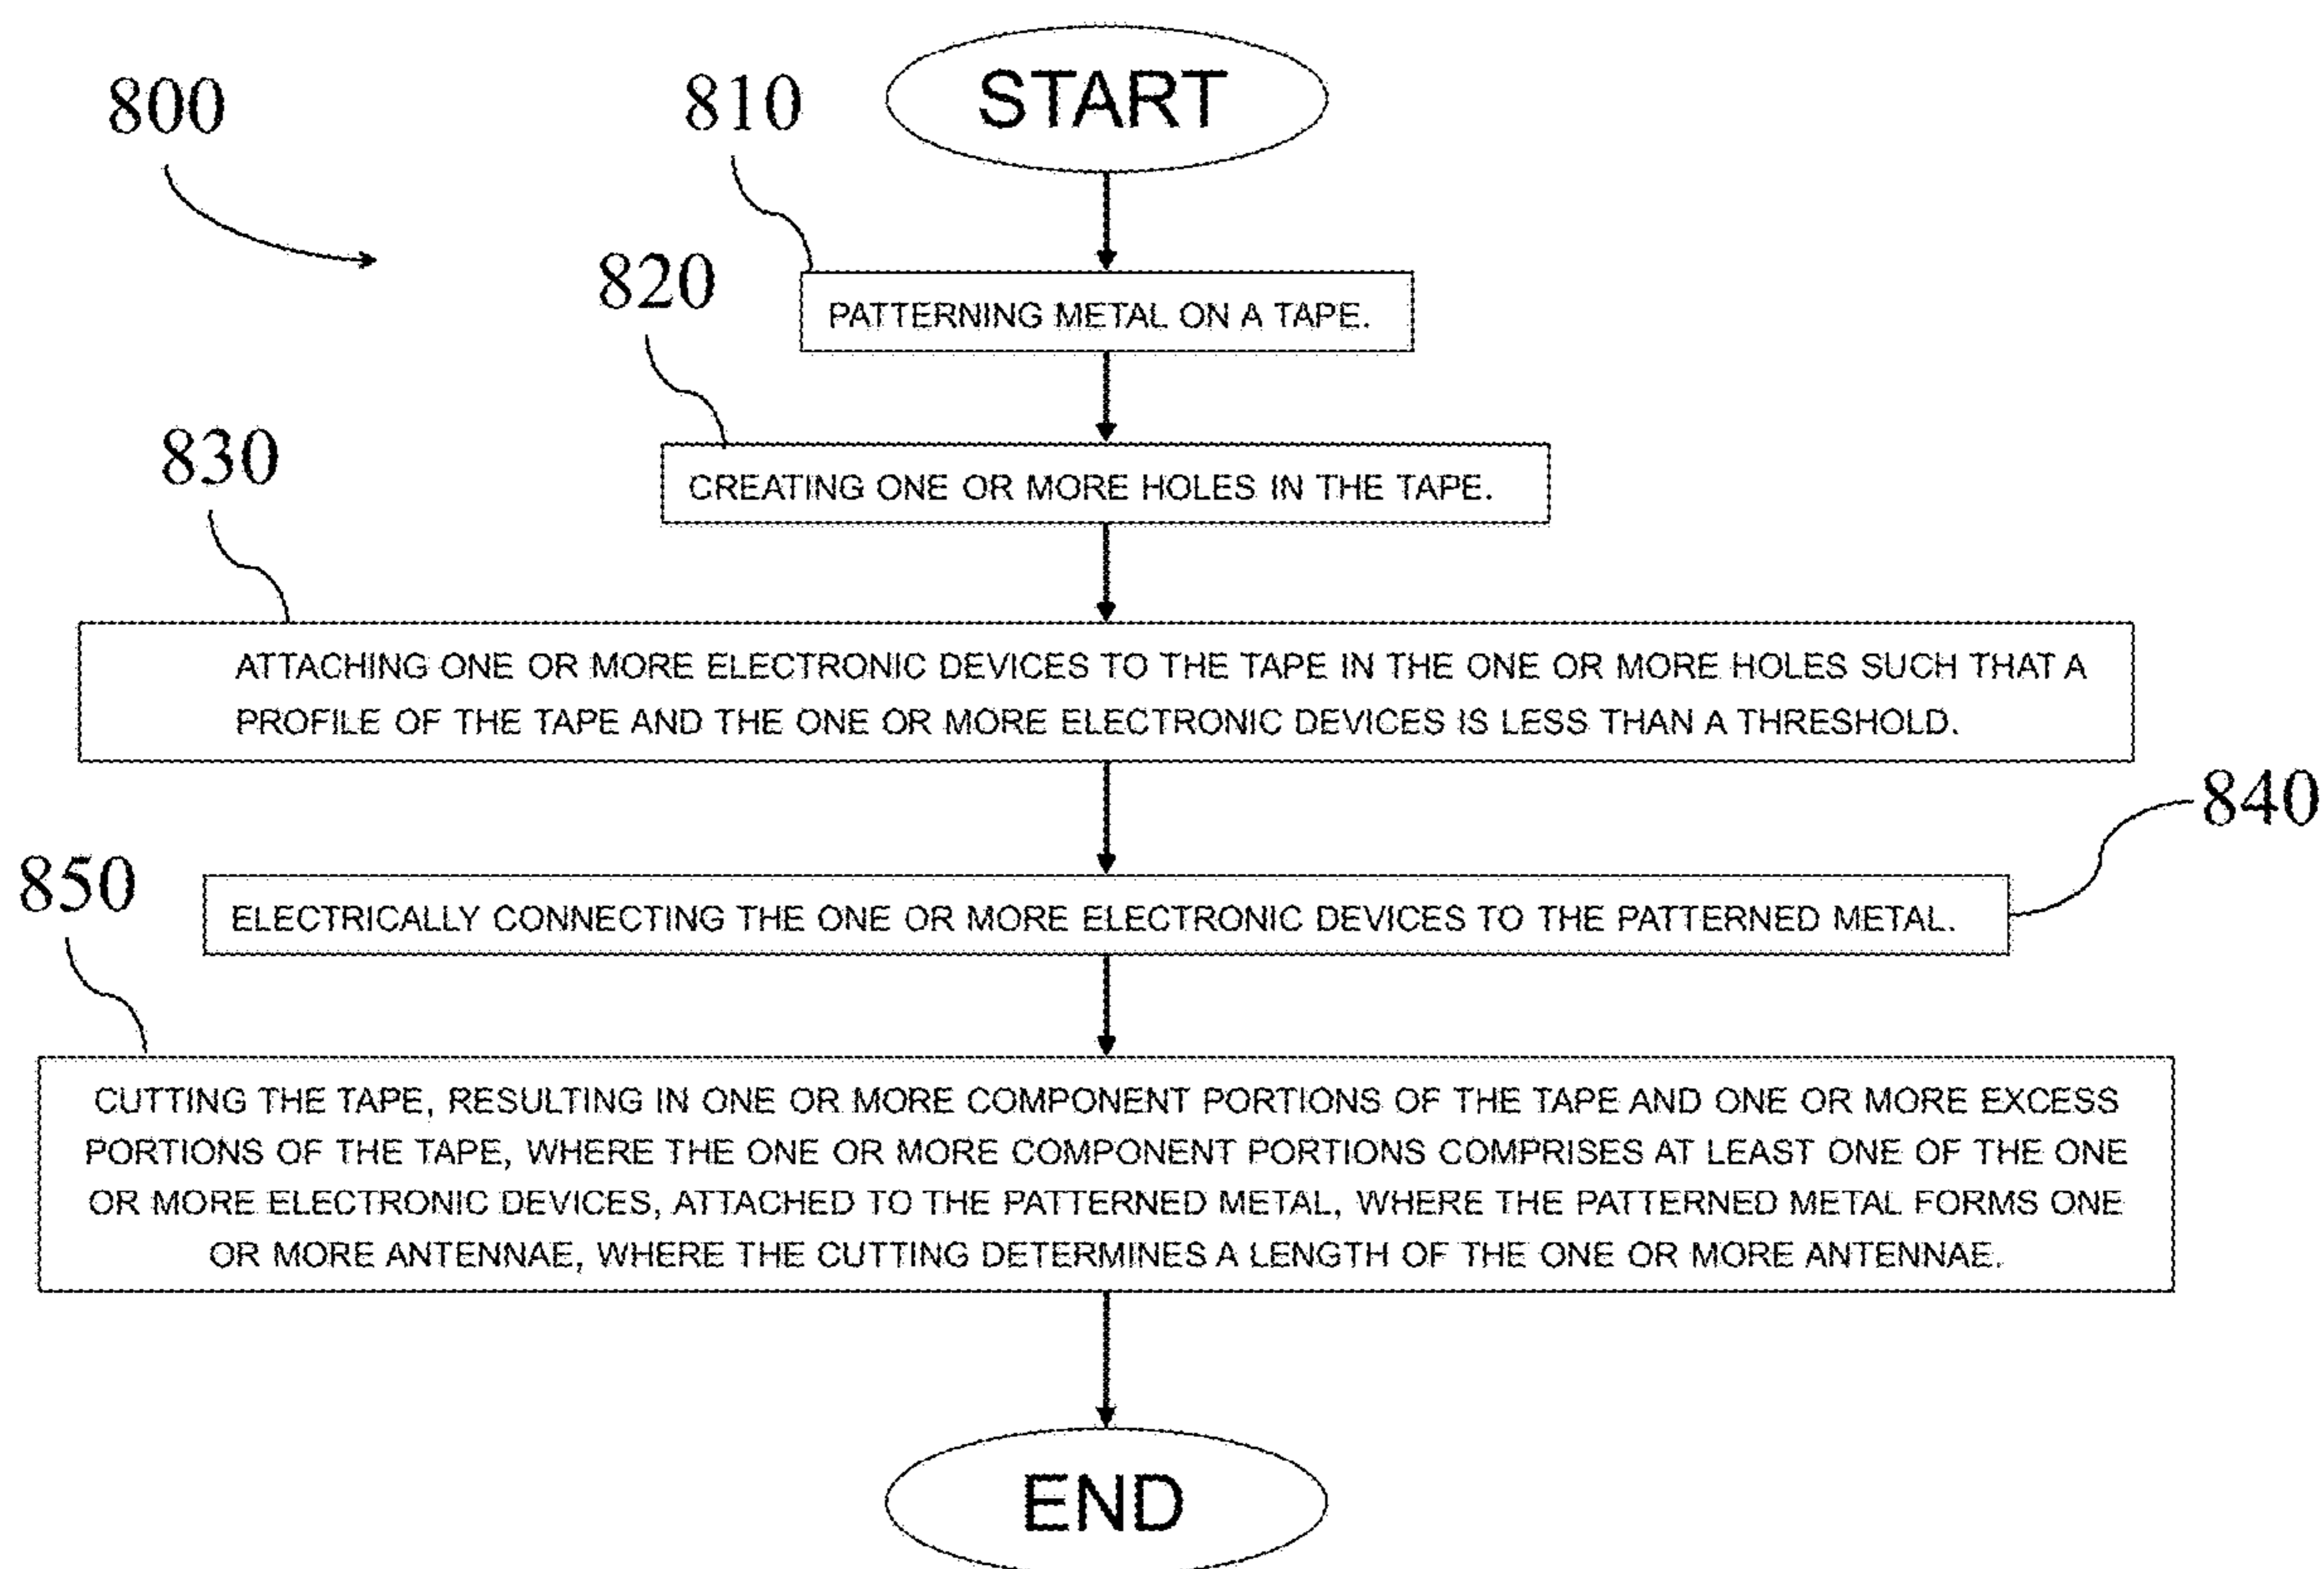 800
810
START
820
PATTERNING METAL ON A TAPE.
830
CREATING ONE OR MORE HOLES IN THE TAPE.
ATTACHING ONE OR MORE ELECTRONIC DEVICES TO THE TAPE IN THE ONE OR MORE HOLES SUCH THAT A
PROFILE OF THE TAPE AND THE ONE OR MORE ELECTRONIC DEVICES IS LESS THAN A THRESHOLD.
840
850
ELECTRICALLY CONNECTING THE ONE OR MORE ELECTRONIC DEVICES TO THE PATTERNED METAL.
CUTTING THE TAPE, RESULTING IN ONE OR MORE COMPONENT PORTIONS OF THE TAPE AND ONE OR MORE EXCESS
PORTIONS OF THE TAPE, WHERE THE ONE OR MORE COMPONENT PORTIONS COMPRISES AT LEAST ONE OF THE ONE
OR MORE ELECTRONIC DEVICES, ATTACHED TO THE PATTERNED METAL, WHERE THE PATTERNED METAL FORMS ONE
OR MORE ANTENNAE, WHERE THE CUTTING DETERMINES A LENGTH OF THE ONE OR MORE ANTENNAE.
END